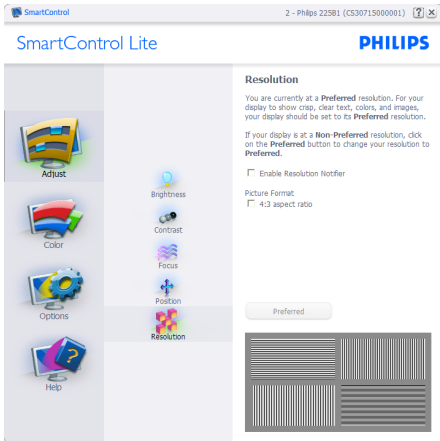 SmartControl
2 - Philips 225B1 (CS30715000001)
?
SmartControl Lite
PHILIPS
Adjust
Color
Options
Help
Brightness
Contrast
Focus
Position
Resolution
Resolution
You are currently at a Preferred resolution. For your
display to show crisp, clear text, colors, and images,
your display should be set to its Preferred resolution.
If your display is at a Non-Preferred resolution, click
on the Preferred button to change your resolution to
Preferred.
Enable Resolution Notifier
Picture Format
4:3 aspect ratio
Preferred